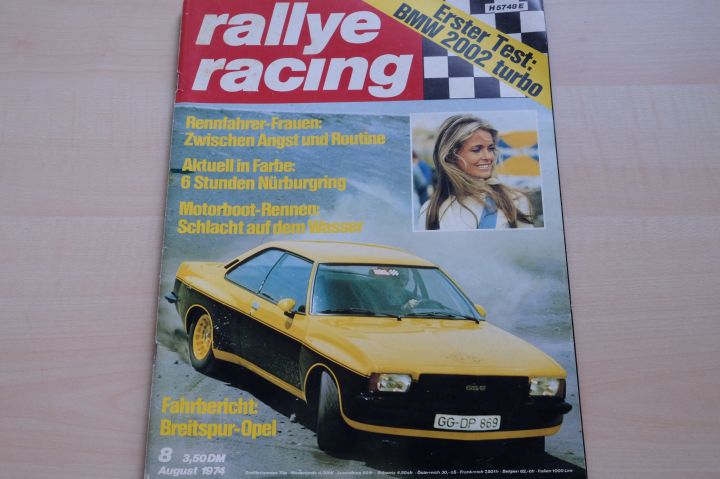 rallye
racing
H 5748 E
Erster Test:
BMW 2002 turbo
Rennfahrer-Frauen:
Zwischen Angst und Routine
Aktuell in Farbe:
6 Stunden Nürburgring
Motorboot-Rennen:
Schlacht auf dem Wasser
GG-DP 869
Fahrbericht:
Breitspur-Opel
8 3,50 DM
August 1974